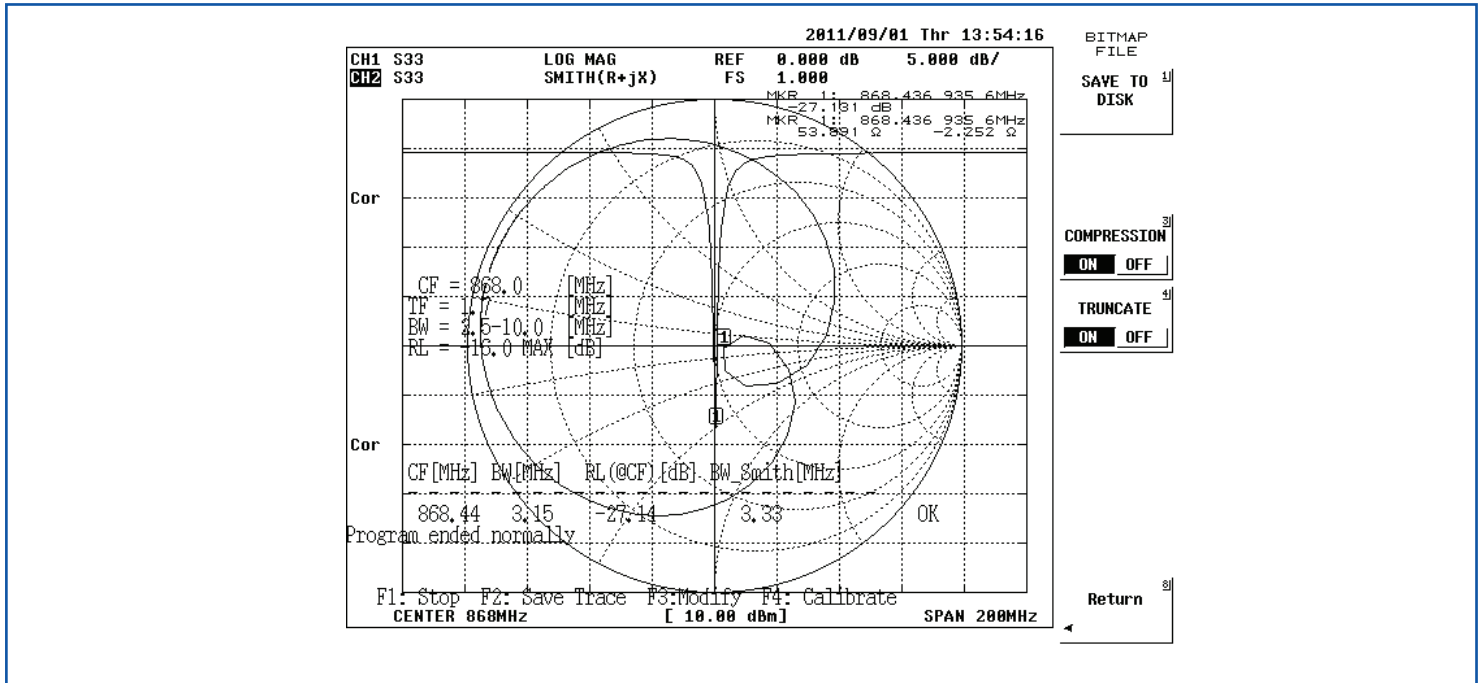 2011/09/01 Thr 13:54:16
CH1 S33 LOG MAG REF 0.000 dB 5.000 dB/
CH2 S33 SMITH(R+jX) FS 1.000
MKR 1: 868.436 935 6MHz
-27.131 dB
MKR 1: 868.436 935 6MHz
53.891 Ω -2.252 Ω
Cor
CF = 868.0 [MHz]
TF = [MHz]
BW = 2.5-10.0 [MHz]
RL = -16.0 MAX [dB]
1
1
Cor
CF[MHz] BW[MHz] RL(@CF)[dB] BW_Smith[MHz]
868.44 3.15 -27.14 3.33 OK
Program ended normally
F1: Stop F2: Save Trace F3:Modify F4: Calibrate
CENTER 868MHz [ 10.00 dBm] SPAN 200MHz
BITMAP
FILE
SAVE TO 1
DISK
3
COMPRESSION
ON OFF
4
TRUNCATE
ON OFF
8
Return